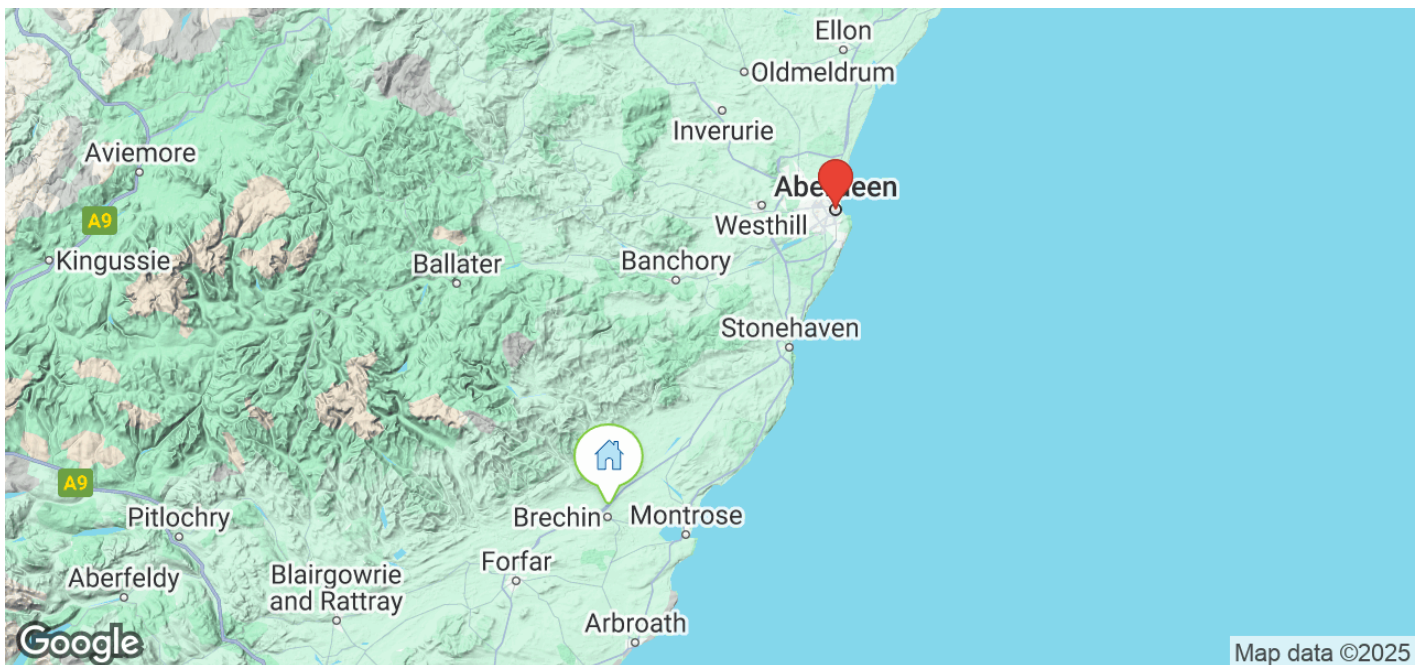 Ellon
Oldmeldrum
Inverurie
Aviemore
Aberdeen
A9
Westhill
Kingussie
Ballater
Banchory
Stonehaven
A9
Brechin
Montrose
Pitlochry
Forfar
Aberfeldy
Blairgowrie
and Rattray
Arbroath
Google
Map data ©2025